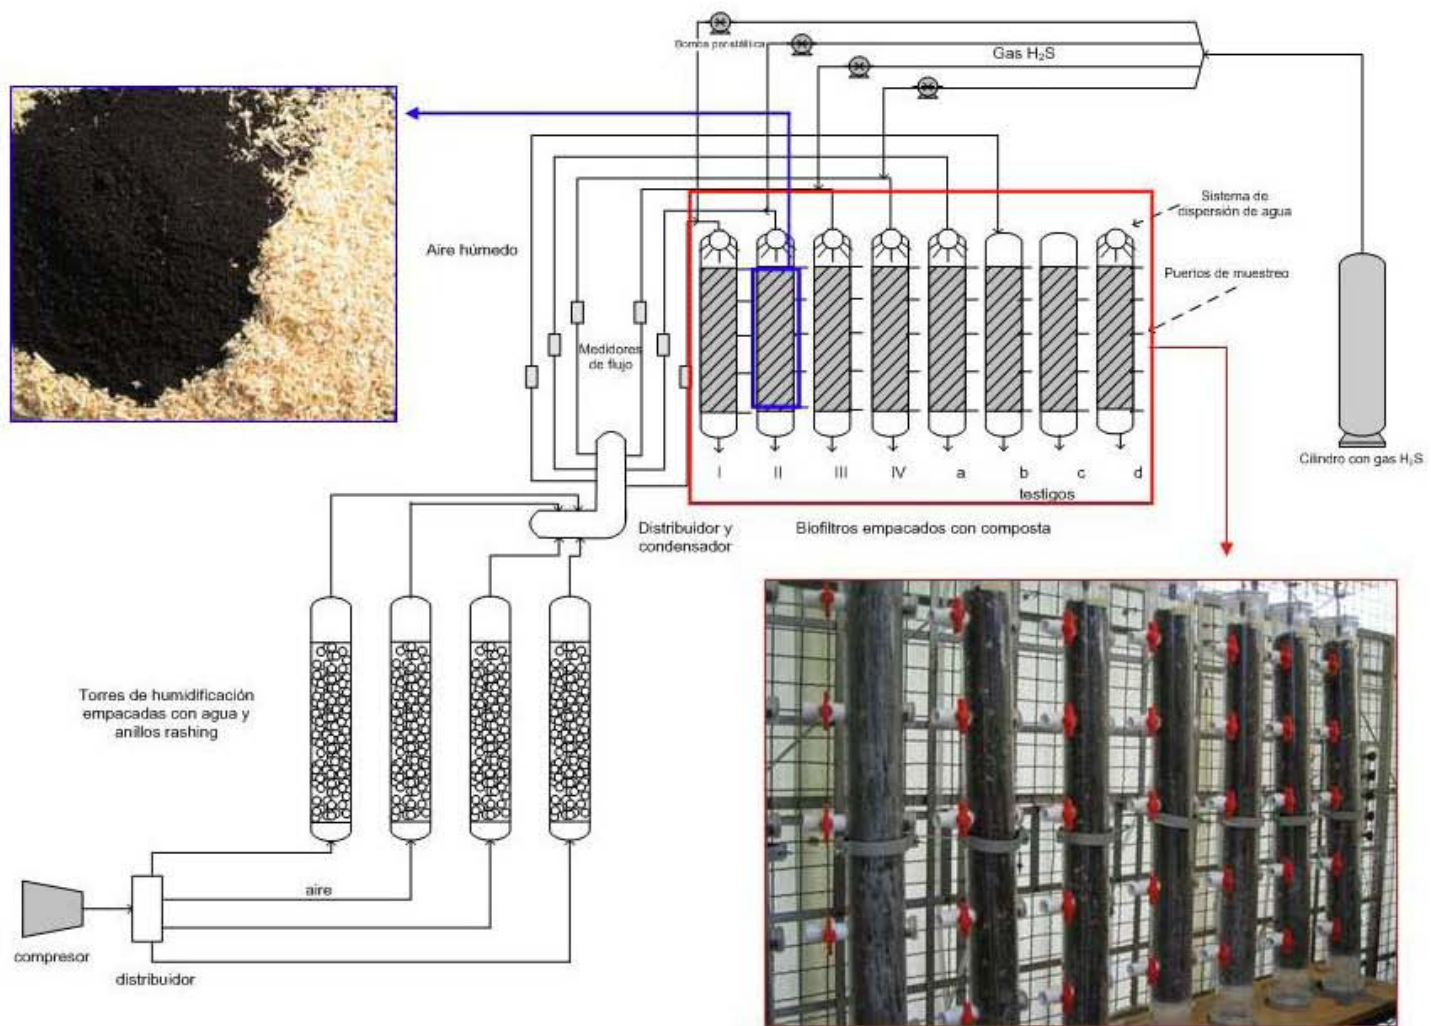 Bomba peristáltica
Gas H₂S
Aire húmedo
Sistema de
dispersión de agua
Puertos de muestreo
Medidores
de flujo
Cilindro con gas H₂S
I II III IV a b c d
testigos
Distribuidor y
condensador
Biofiltros empacados con composta
Torres de humidificación
empacadas con agua y
anillos rashing
aire
compresor
distribuidor